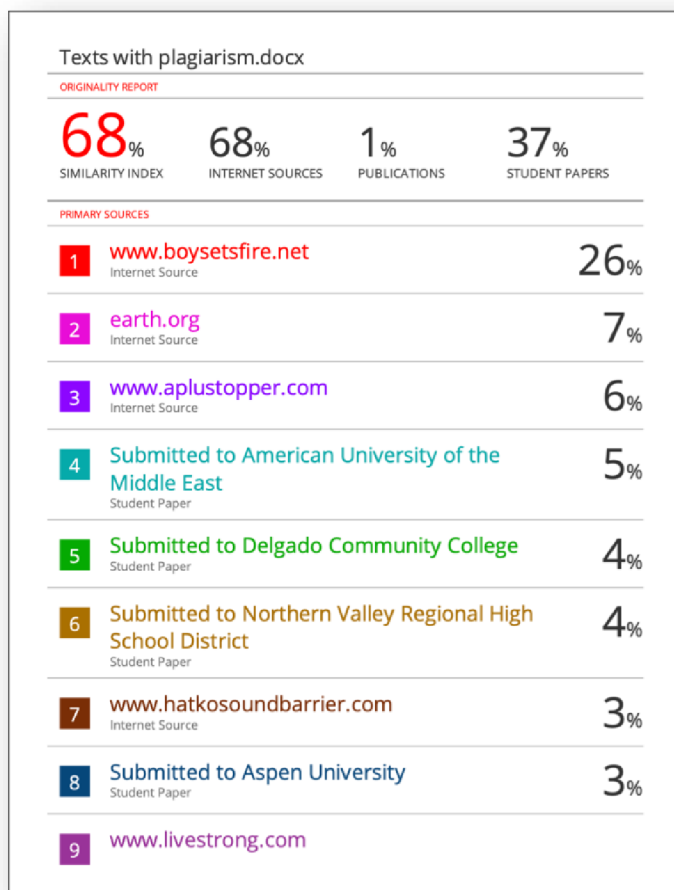 Texts with plagiarism.docx
ORIGINALITY REPORT
68% 68% 1% 37%
SIMILARITY INDEX INTERNET SOURCES PUBLICATIONS STUDENT PAPERS
PRIMARY SOURCES
1 www.boysetsfire.net 26%
Internet Source
2 earth.org 7%
Internet Source
3 www.aplustopper.com 6%
Internet Source
4 Submitted to American University of the 5%
Middle East
Student Paper
5 Submitted to Delgado Community College 4%
Student Paper
6 Submitted to Northern Valley Regional High 4%
School District
Student Paper
7 www.hatkosoundbarrier.com 3%
Internet Source
8 Submitted to Aspen University 3%
Student Paper
9 www.livestrong.com